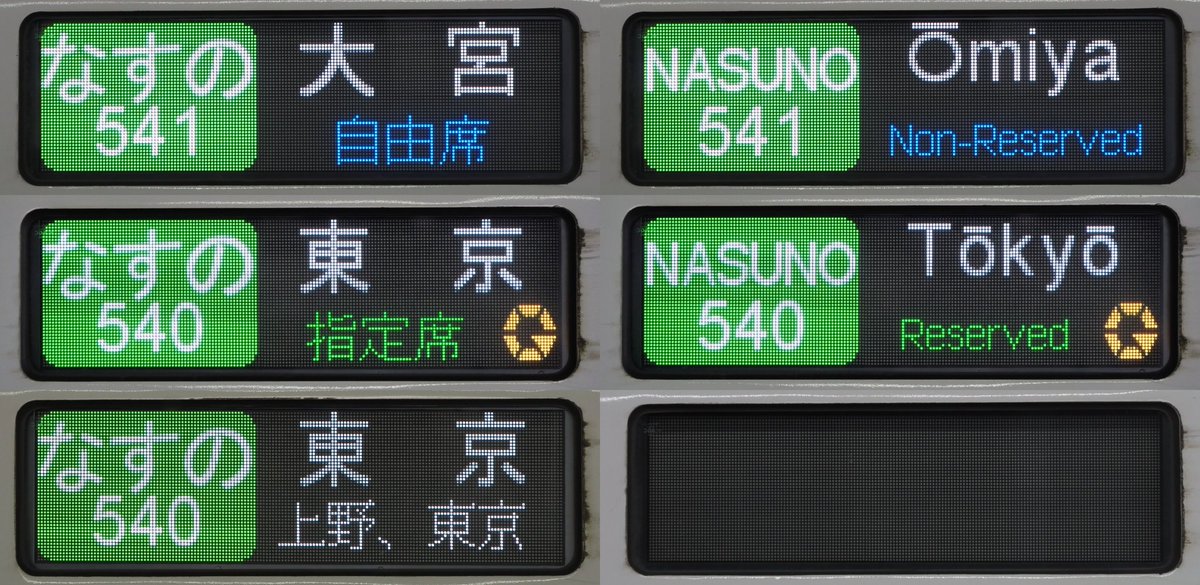 なすの
541
大宮
自由席
NASUNO
541
Ōmiya
Non-Reserved
なすの
540
東京
指定席
NASUNO
540
Tōkyō
Reserved
なすの
540
東京
上野、東京